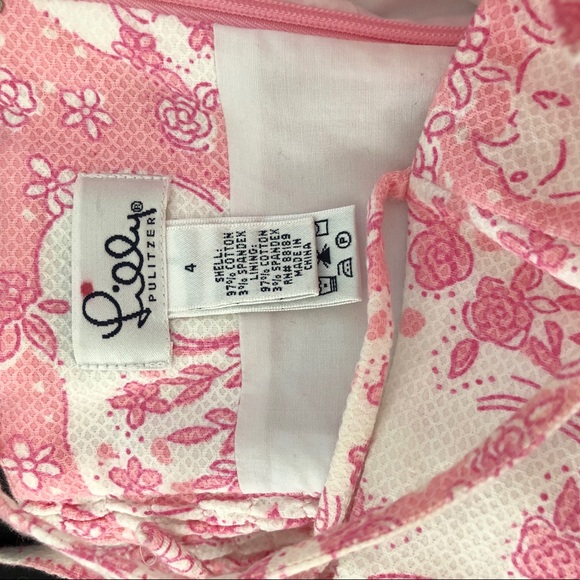 Lilly®
PULITZER®
4
SHELL:
97% COTTON
3% SPANDEX
LINING:
97% COTTON
3% SPANDEX
RN# 88189
MADE IN
CHINA
P